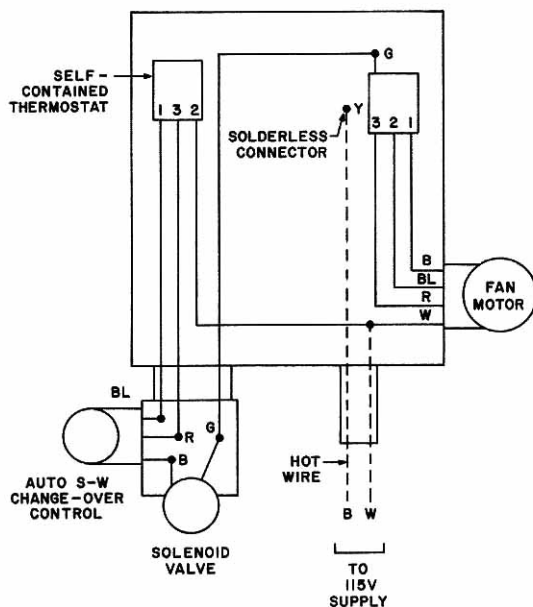 G
SELF-
CONTAINED
THERMOSTAT
1 3 2
Y
SOLDERLESS
CONNECTOR
3 2 1
B
BL
R
W
FAN
MOTOR
BL
R
G
B
AUTO S-W
CHANGE-OVER
CONTROL
HOT
WIRE
B W
SOLENOID
VALVE
TO
115V
SUPPLY